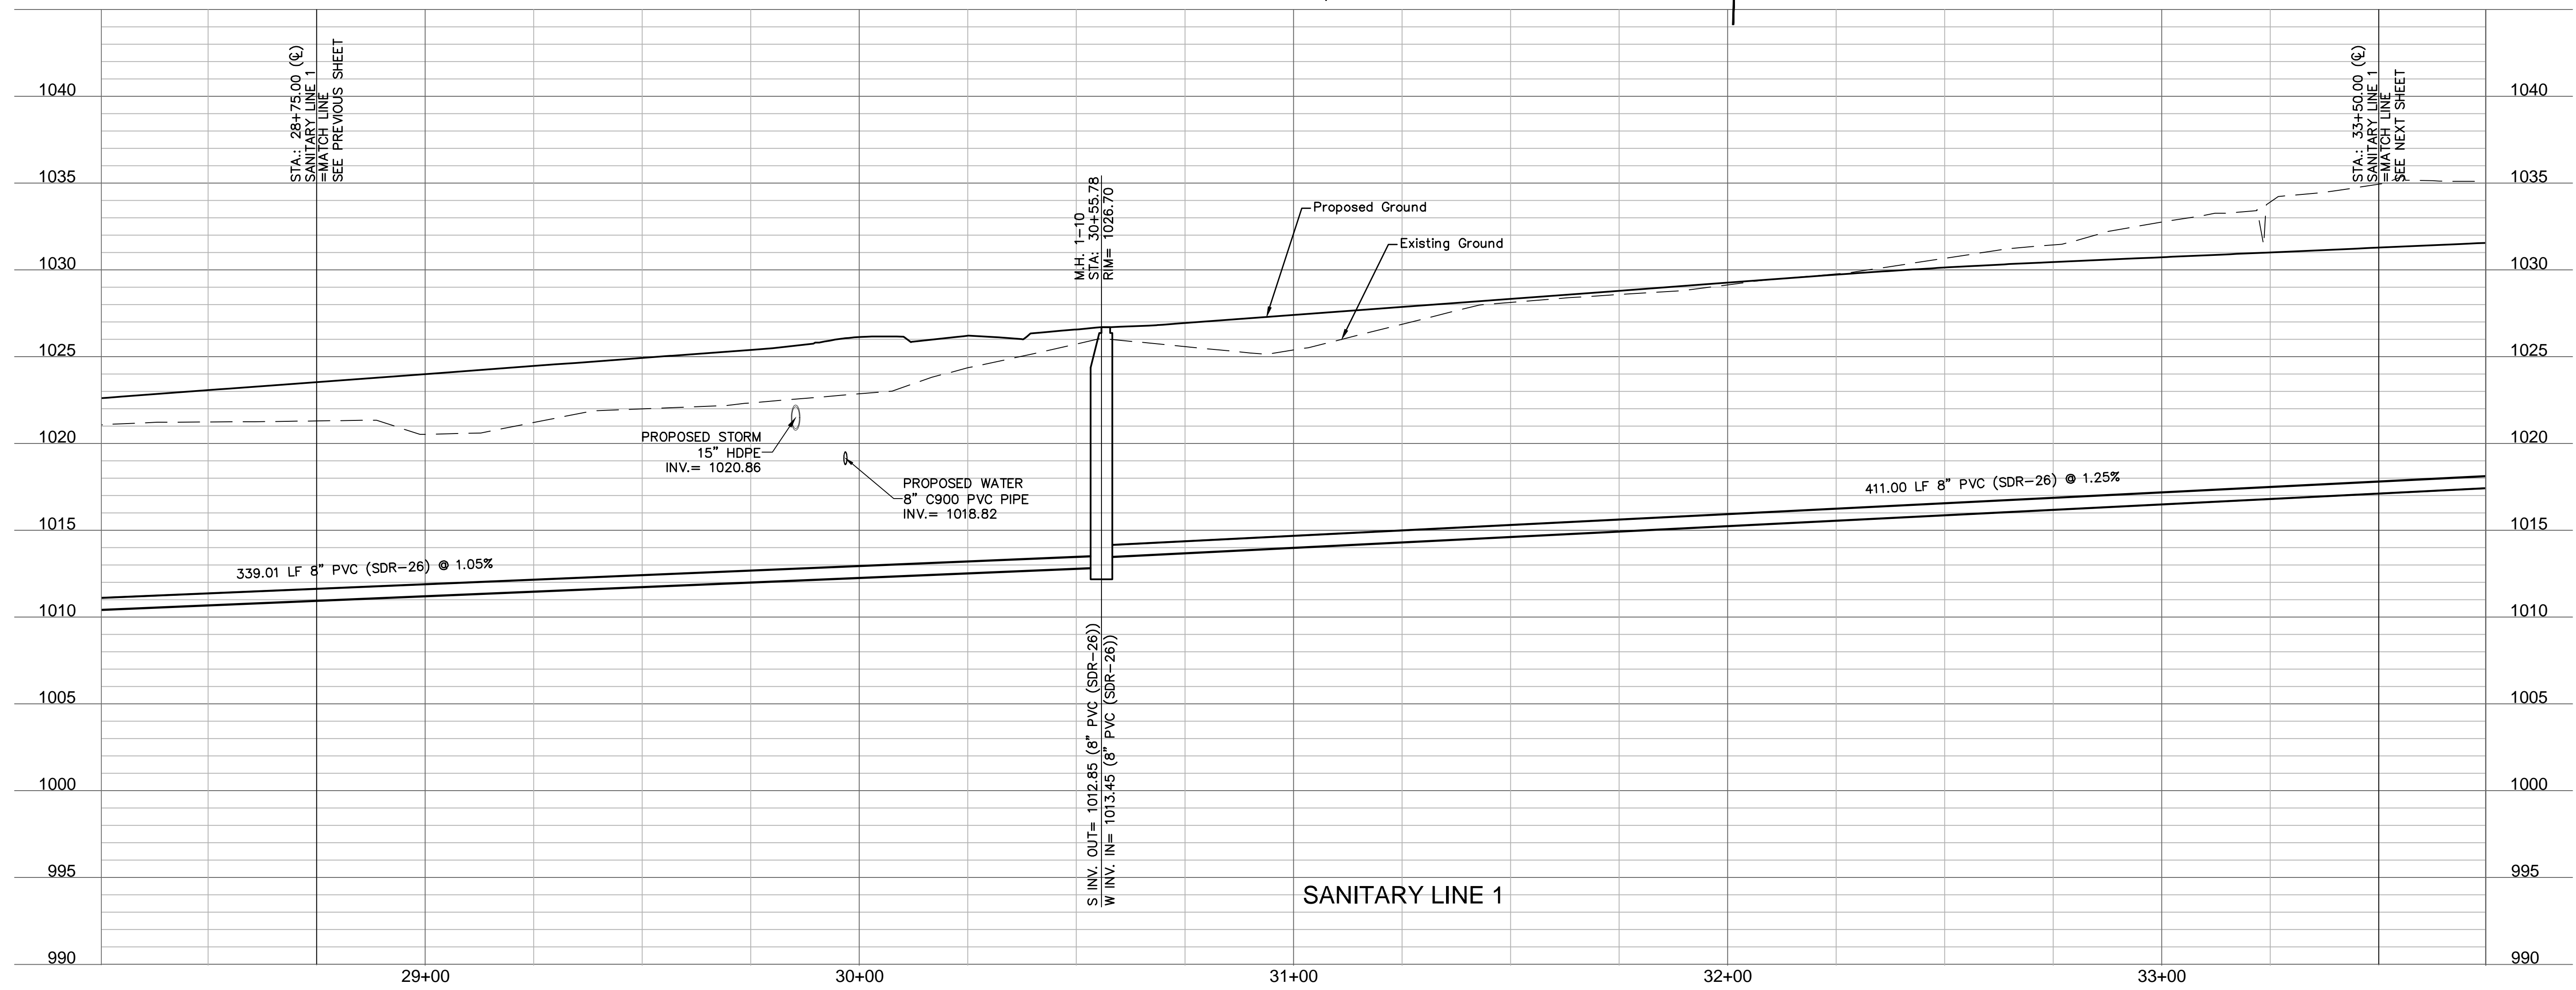 STA.: 28+75.00 (℄)
SANITARY LINE 1
=MATCH LINE
SEE PREVIOUS SHEET
STA.: 33+50.00 (℄)
SANITARY LINE 1
=MATCH LINE
SEE NEXT SHEET
1040
1040
1035
1035
M.H. 1-10
STA: 30+55.78
RIM= 1026.70
Proposed Ground
Existing Ground
1030
1030
1025
1025
1020
1020
PROPOSED STORM
15" HDPE
INV.= 1020.86
PROPOSED WATER
8" C900 PVC PIPE
INV.= 1018.82
411.00 LF 8" PVC (SDR-26) @ 1.25%
1015
1015
339.01 LF 8" PVC (SDR-26) @ 1.05%
1010
1010
S INV. OUT= 1012.85 (8" PVC (SDR-26))
W INV. IN= 1013.45 (8" PVC (SDR-26))
1005
1005
1000
1000
995
995
SANITARY LINE 1
990
990
29+00
30+00
31+00
32+00
33+00